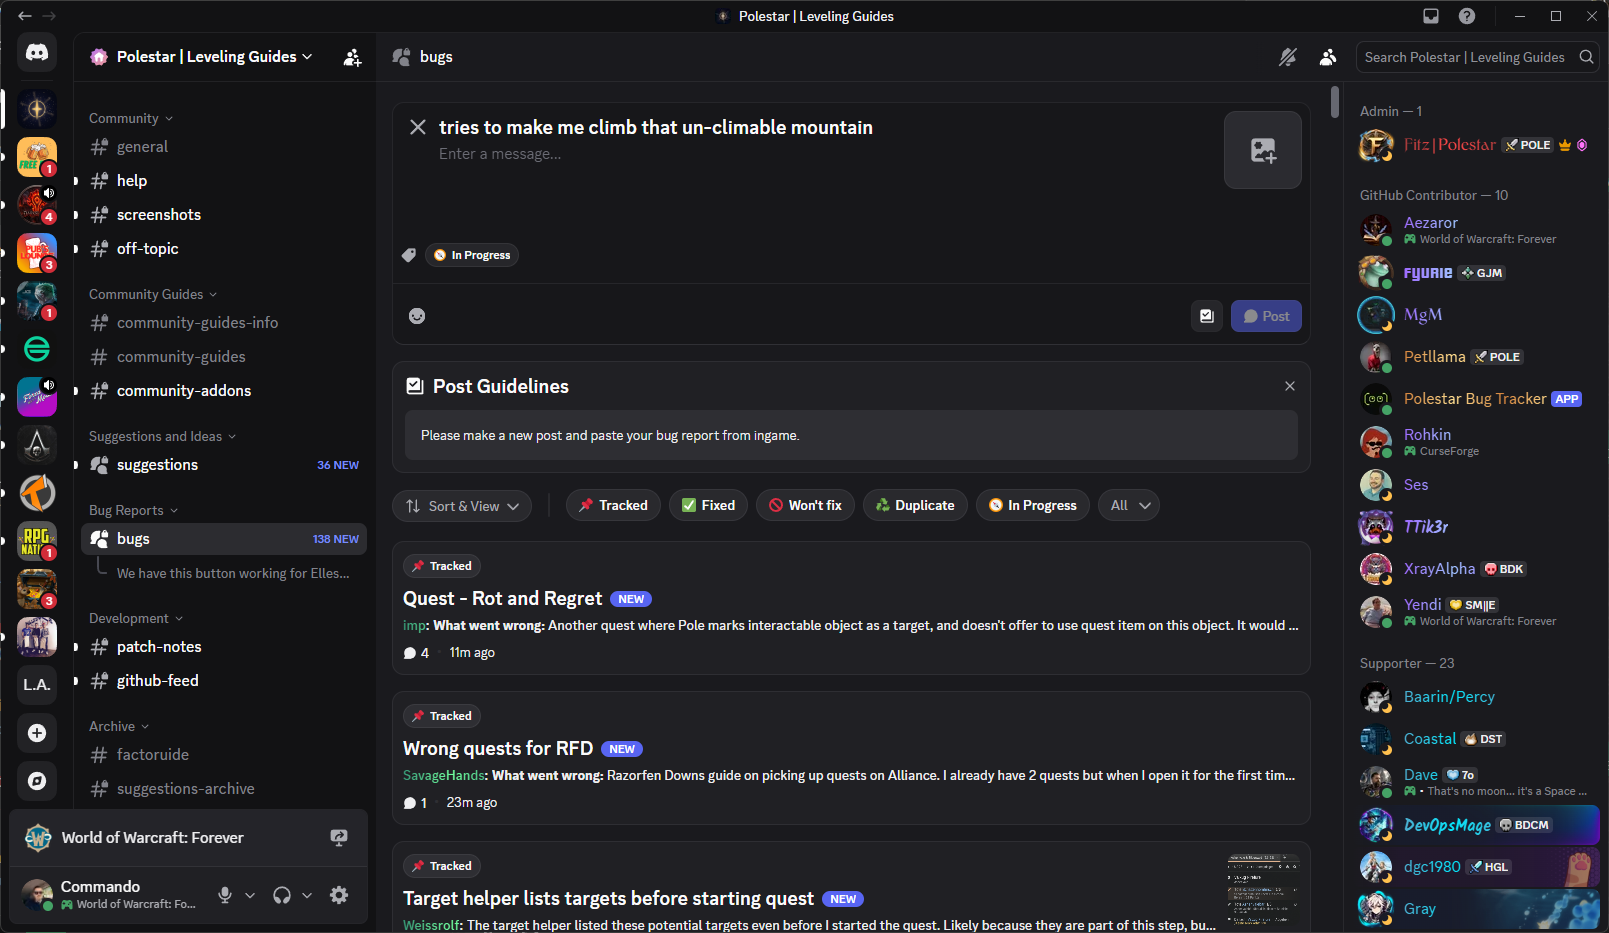 Polestar | Leveling Guides
Polestar | Leveling Guides
bugs
Search Polestar | Leveling Guides
FREE
1
4
PUBG
3
1
L.A.
RPG
1
3
Community
general
help
screenshots
off-topic
Community Guides
community-guides-info
community-guides
community-addons
Suggestions and Ideas
suggestions
36 NEW
Bug Reports
bugs
138 NEW
We have this button working for Elles...
Development
patch-notes
github-feed
Archive
factoruide
suggestions-archive
World of Warcraft: Forever
Commando
World of Warcraft: Fo...
tries to make me climb that un-climable mountain
Enter a message...
In Progress
Post
Post Guidelines
Please make a new post and paste your bug report from ingame.
Sort & View
Tracked
Fixed
Won't fix
Duplicate
In Progress
All
Tracked
Quest - Rot and Regret NEW
imp: What went wrong: Another quest where Pole marks interactable object as a target, and doesn't offer to use quest item on this object. It would ...
4 11m ago
Tracked
Wrong quests for RFD NEW
SavageHands: What went wrong: Razorfen Downs guide on picking up quests on Alliance. I already have 2 quests but when I open it for the first tim...
1 23m ago
Tracked
Target helper lists targets before starting quest NEW
Weissrolf: The target helper listed these potential targets even before I started the quest. Likely because they are part of this step, bu...
Admin — 1
Fitz | Polestar POLE
GitHub Contributor — 10
Aezaror
World of Warcraft: Forever
FyuRie GJM
MgM
Petllama POLE
Polestar Bug Tracker APP
Rohkin
CurseForge
Ses
TTik3r
XrayAlpha BDK
Yendi SM||E
World of Warcraft: Forever
Supporter — 23
Baarin/Percy
Coastal DST
Dave 7o
• That's no moon... it's a Space ...
DevOpsMage BDCM
dgc1980 HGL
Gray